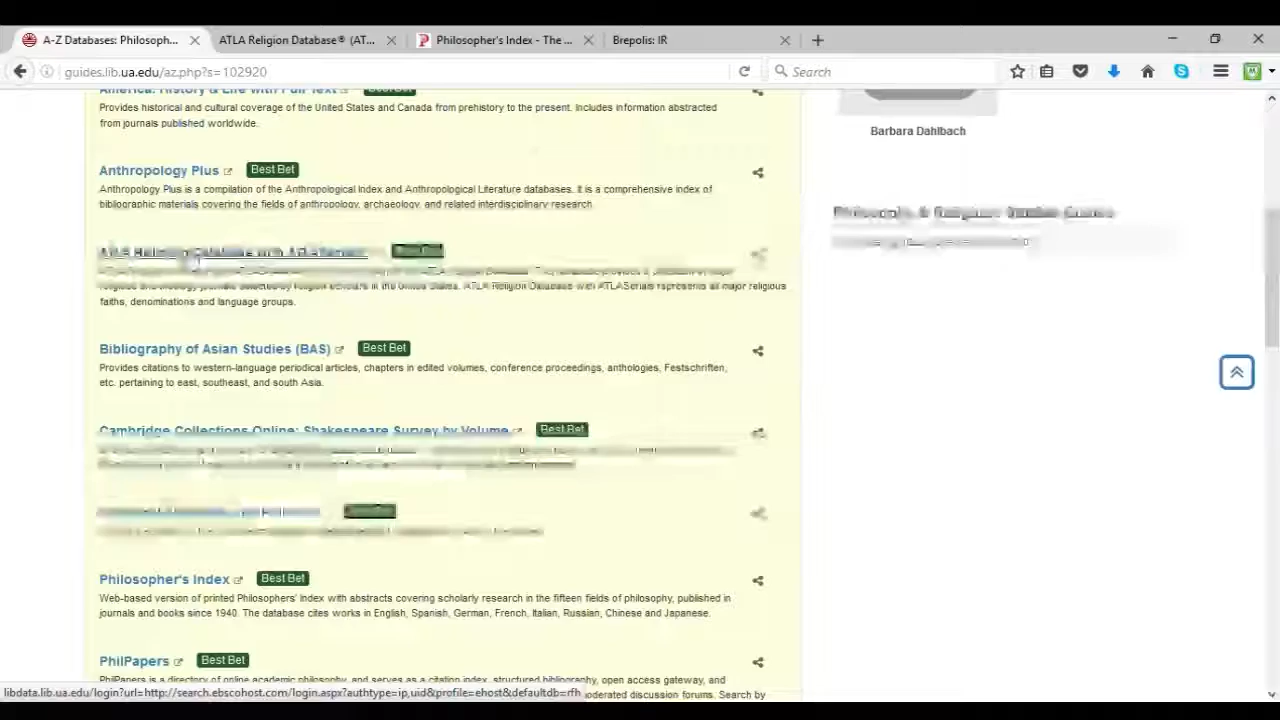 A-Z Databases: Philosoph...
ATLA Religion Database® (ATL...
Philosopher's Index - The ...
Brepolis: IR
guides.lib.ua.edu/az.php?s=102920
Search
America: History & Life with Full Text Best Bet
Provides historical and cultural coverage of the United States and Canada from prehistory to the present. Includes information abstracted
from journals published worldwide.
Barbara Dahlbach
Anthropology Plus Best Bet
Anthropology Plus is a compilation of the Anthropological Index and Anthropological Literature databases. It is a comprehensive index of
bibliographic materials covering the fields of anthropology, archaeology, and related interdisciplinary research.
ATLA Religion Database with ATLASerials
religion and theology journals selected by religion scholars in the United States. ATLA Religion Database with ATLASerials represents all major religious
faiths, denominations and language groups.
Bibliography of Asian Studies (BAS) Best Bet
Provides citations to western-language periodical articles, chapters in edited volumes, conference proceedings, anthologies, Festschriften,
etc. pertaining to east, southeast, and south Asia.
Cambridge Collections Online: Shakespeare Survey by Volume Best Bet
Philosopher's Index Best Bet
Web-based version of printed Philosophers' Index with abstracts covering scholarly research in the fifteen fields of philosophy, published in
journals and books since 1940. The database cites works in English, Spanish, German, French, Italian, Russian, Chinese and Japanese.
PhilPapers Best Bet
PhilPapers is a directory of online academic philosophy, and serves as a citation index, structured bibliography, open access gateway, and
libdata.lib.ua.edu/login?url=http://search.ebscohost.com/login.aspx?authtype=ip,uid&profile=ehost&defaultdb=rfh
moderated discussion forums. Search by